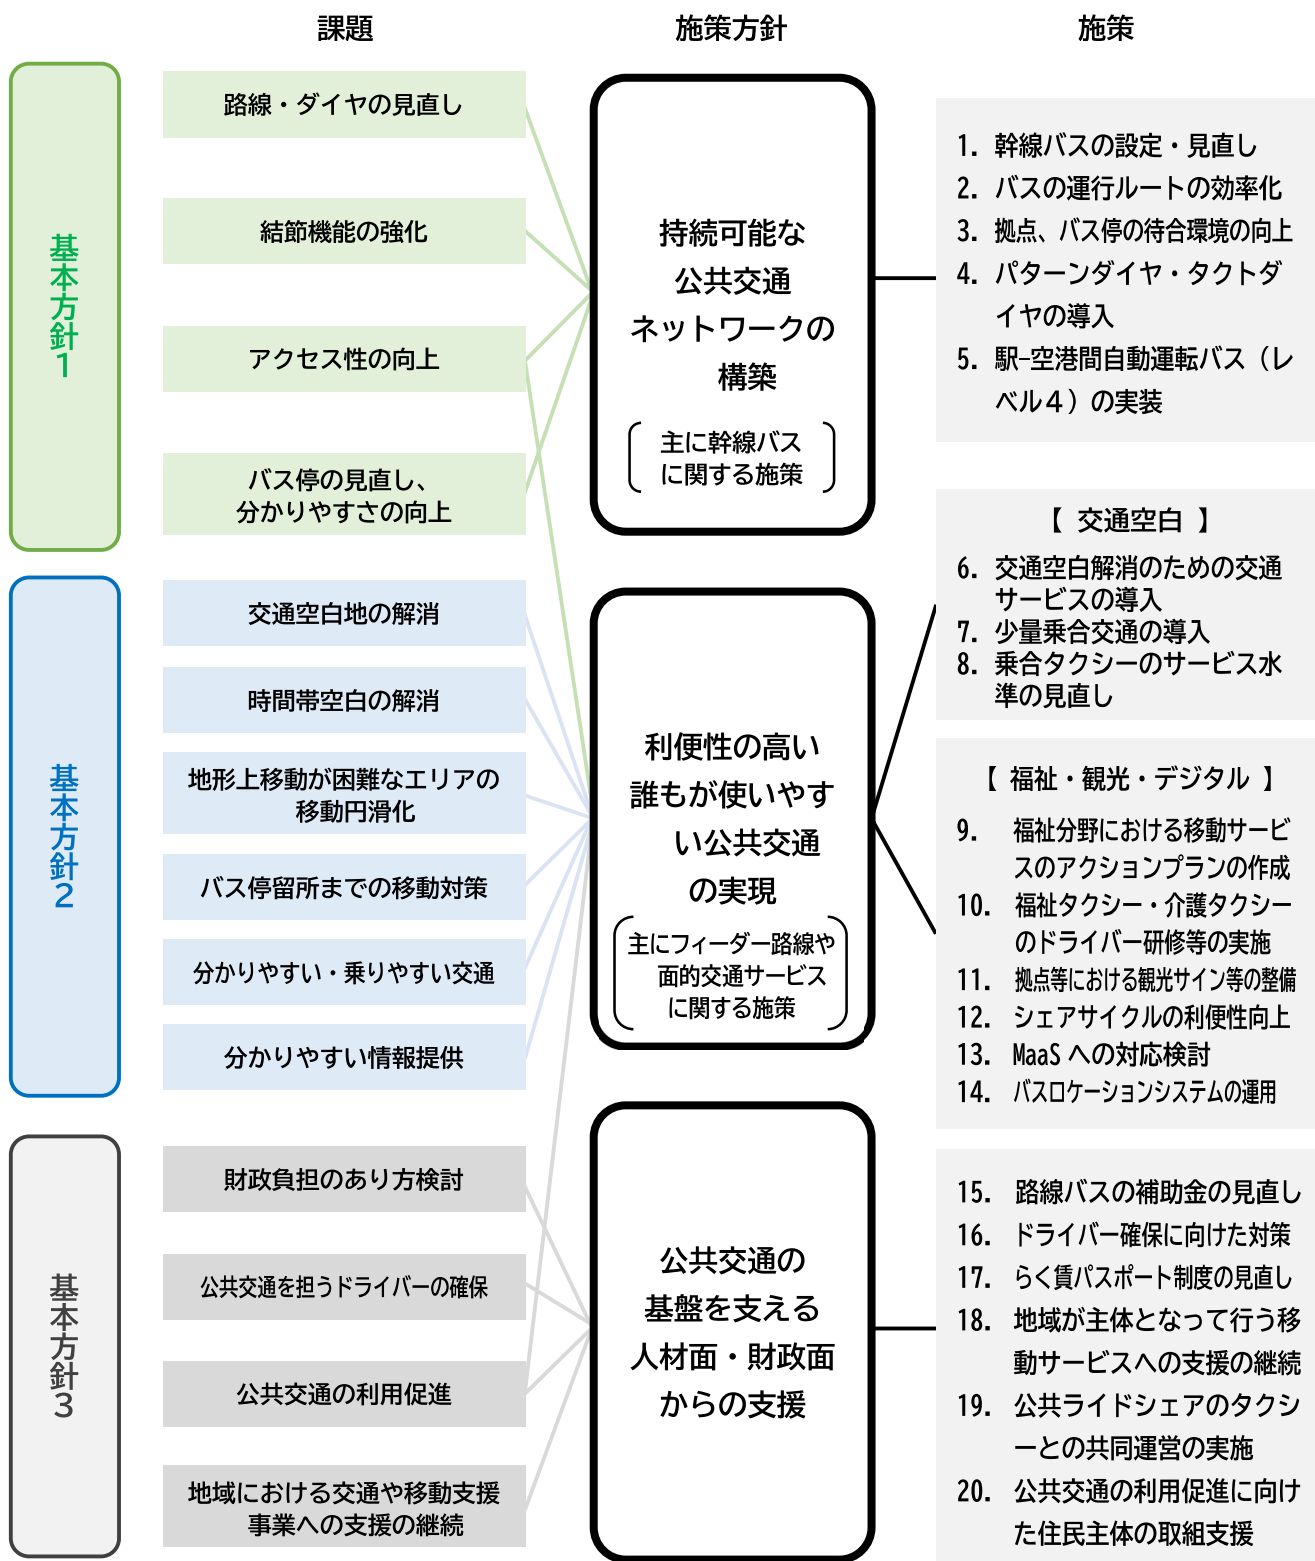 課題
施策方針
施策
基本方針1
路線・ダイヤの見直し
結節機能の強化
アクセス性の向上
バス停の見直し、
分かりやすさの向上
基本方針2
交通空白地の解消
時間帯空白の解消
地形上移動が困難なエリアの
移動円滑化
バス停留所までの移動対策
分かりやすい・乗りやすい交通
分かりやすい情報提供
基本方針3
財政負担のあり方検討
公共交通を担うドライバーの確保
公共交通の利用促進
地域における交通や移動支援
事業への支援の継続
持続可能な
公共交通
ネットワークの
構築
主に幹線バス
に関する施策
利便性の高い
誰もが使いやす
い公共交通
の実現
主にフィーダー路線や
面的交通サービス
に関する施策
公共交通の
基盤を支える
人材面・財政面
からの支援
1. 幹線バスの設定・見直し
2. バスの運行ルートの効率化
3. 拠点、バス停の待合環境の向上
4. パターンダイヤ・タクトダ
イヤの導入
5. 駅–空港間自動運転バス（レ
ベル４）の実装
【 交通空白 】
6. 交通空白解消のための交通
サービスの導入
7. 少量乗合交通の導入
8. 乗合タクシーのサービス水
準の見直し
【 福祉・観光・デジタル 】
9. 福祉分野における移動サービ
スのアクションプランの作成
10. 福祉タクシー・介護タクシー
のドライバー研修等の実施
11. 拠点等における観光サイン等の整備
12. シェアサイクルの利便性向上
13. MaaS への対応検討
14. バスロケーションシステムの運用
15. 路線バスの補助金の見直し
16. ドライバー確保に向けた対策
17. らく賃パスポート制度の見直し
18. 地域が主体となって行う移
動サービスへの支援の継続
19. 公共ライドシェアのタクシ
ーとの共同運営の実施
20. 公共交通の利用促進に向け
た住民主体の取組支援